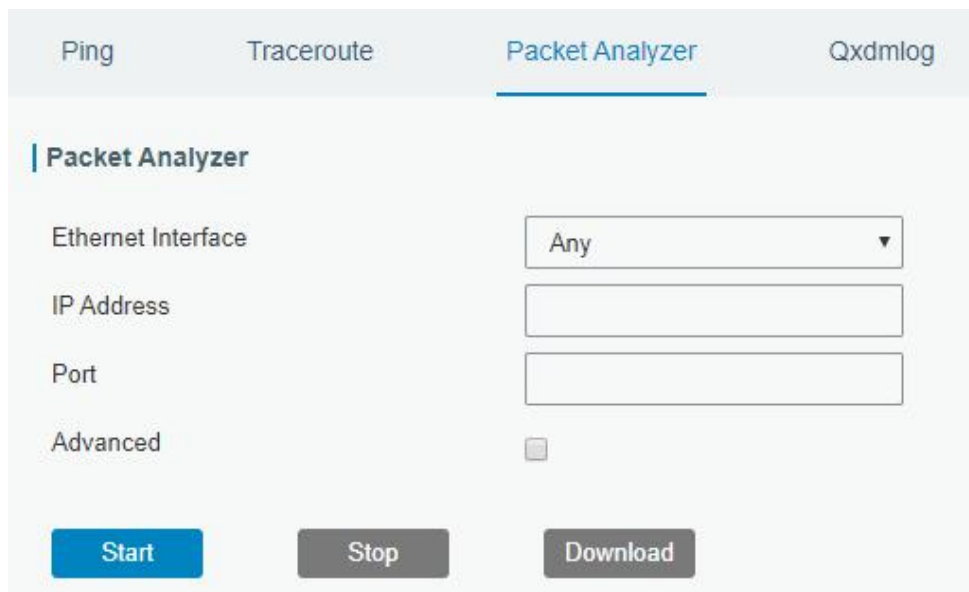 Ping Traceroute Packet Analyzer Qxdmlog
Packet Analyzer
Ethernet Interface Any
IP Address
Port
Advanced
Start Stop Download